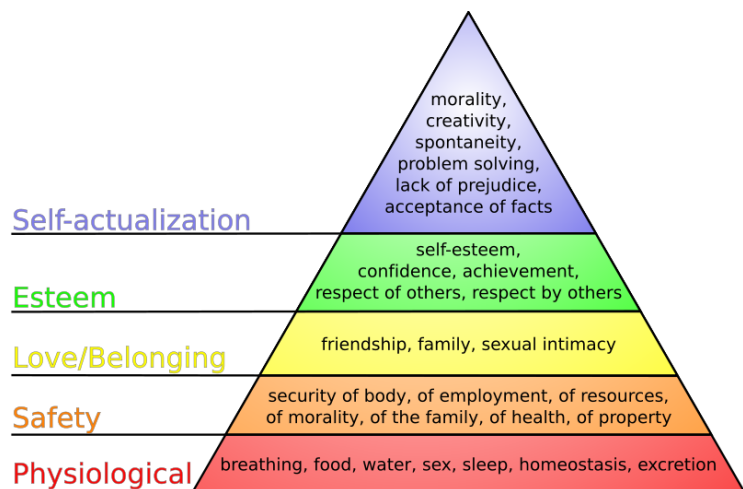 morality,
creativity,
spontaneity,
problem solving,
lack of prejudice,
acceptance of facts
Self-actualization
self-esteem,
confidence, achievement,
respect of others, respect by others
Esteem
friendship, family, sexual intimacy
Love/Belonging
security of body, of employment, of resources,
of morality, of the family, of health, of property
Safety
breathing, food, water, sex, sleep, homeostasis, excretion
Physiological